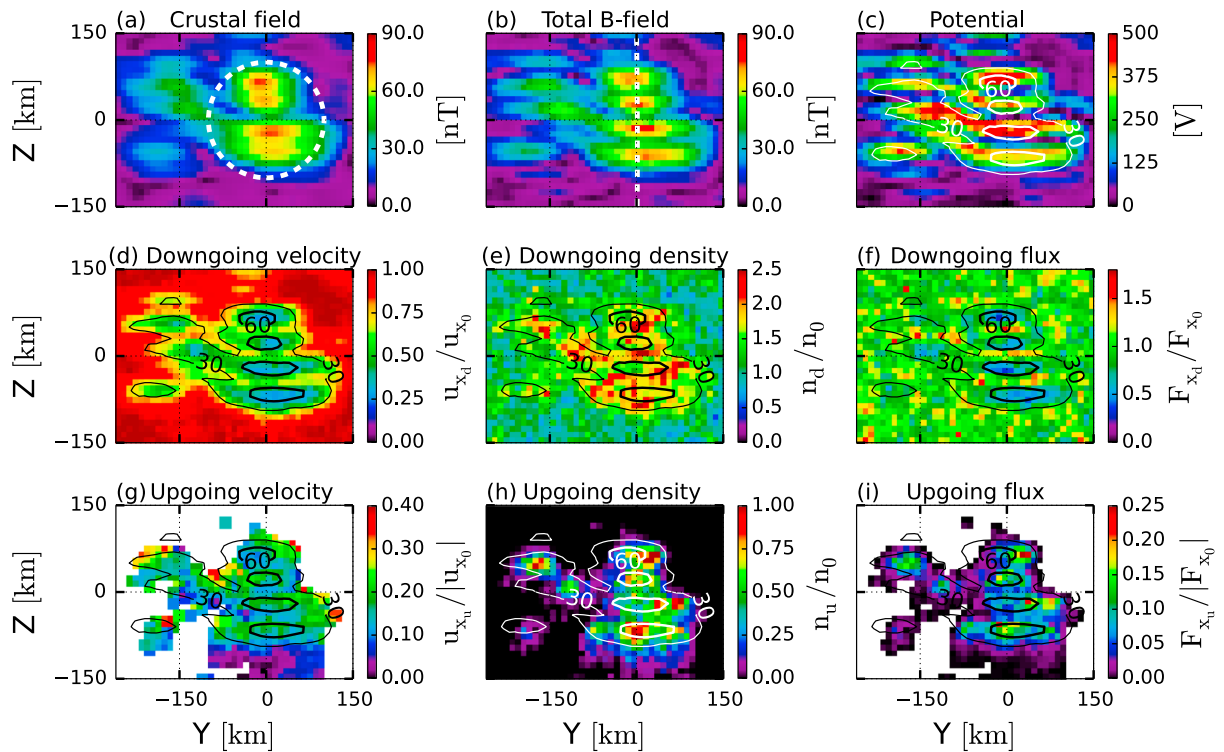 (a) Crustal field
(b) Total B-field
(c) Potential
150
0
−150
Z [km]
90.0
60.0
30.0
0.0
[nT]
90.0
60.0
30.0
0.0
[nT]
60
30
30
500
375
250
125
0
[V]
(d) Downgoing velocity
(e) Downgoing density
(f) Downgoing flux
150
0
−150
Z [km]
60
30
30
1.00
0.75
0.50
0.25
0.00
u_{x_d}/u_{x_0}
60
30
30
2.5
2.0
1.5
1.0
0.5
0.0
n_d/n_0
60
30
30
1.5
1.0
0.5
0.0
F_{x_d}/F_{x_0}
(g) Upgoing velocity
(h) Upgoing density
(i) Upgoing flux
150
0
−150
Z [km]
60
30
30
0.40
0.30
0.20
0.10
0.00
u_{x_u}/|u_{x_0}|
60
30
30
1.00
0.75
0.50
0.25
0.00
n_u/n_0
60
30
30
0.25
0.20
0.15
0.10
0.05
0.00
F_{x_u}/|F_{x_0}|
−150 0 150
−150 0 150
−150 0 150
Y [km]
Y [km]
Y [km]